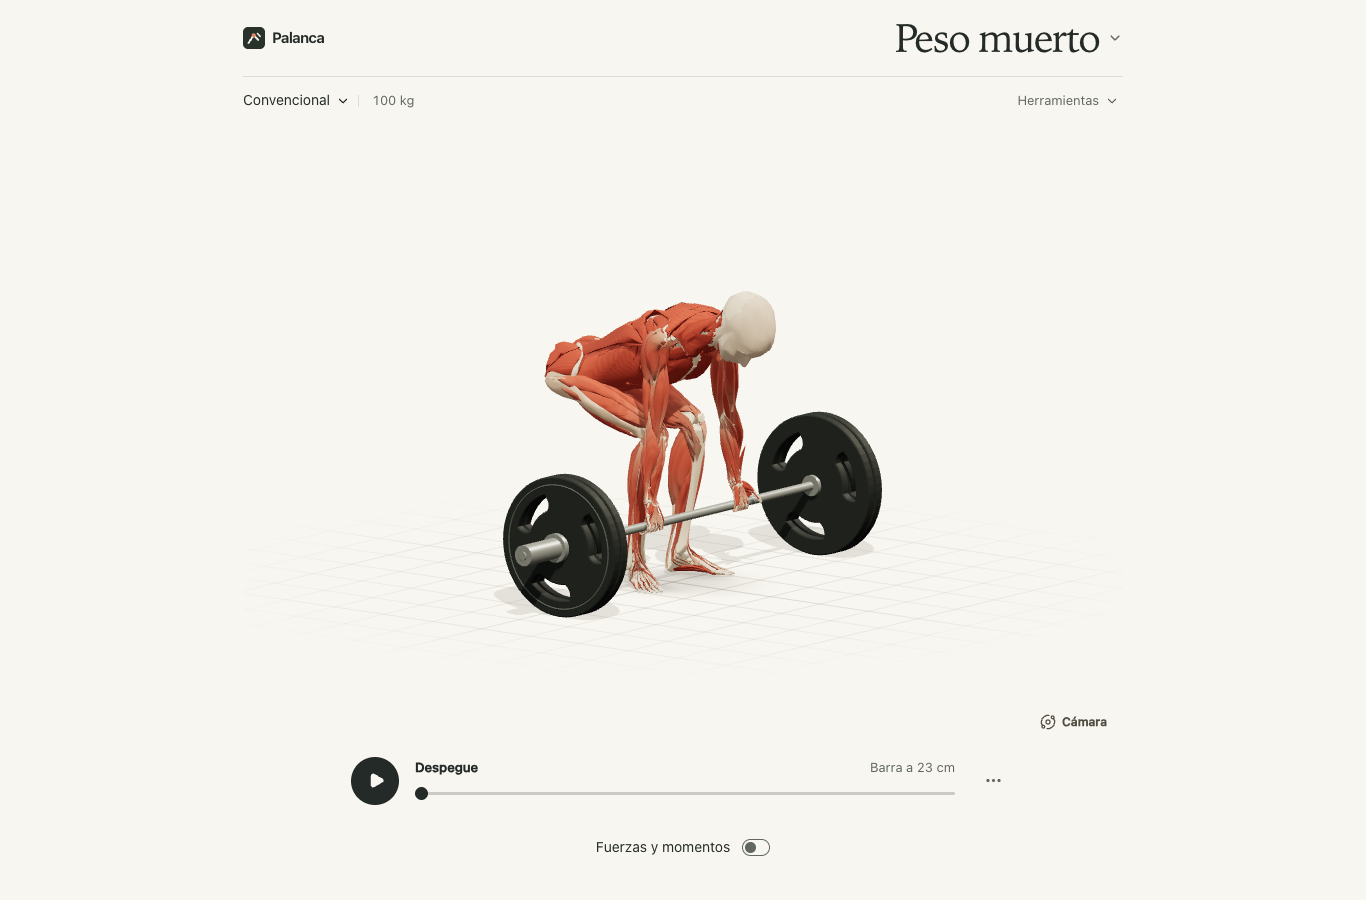 Palanca
Peso muerto
Convencional
100 kg
Herramientas
Cámara
Despegue
Barra a 23 cm
Fuerzas y momentos